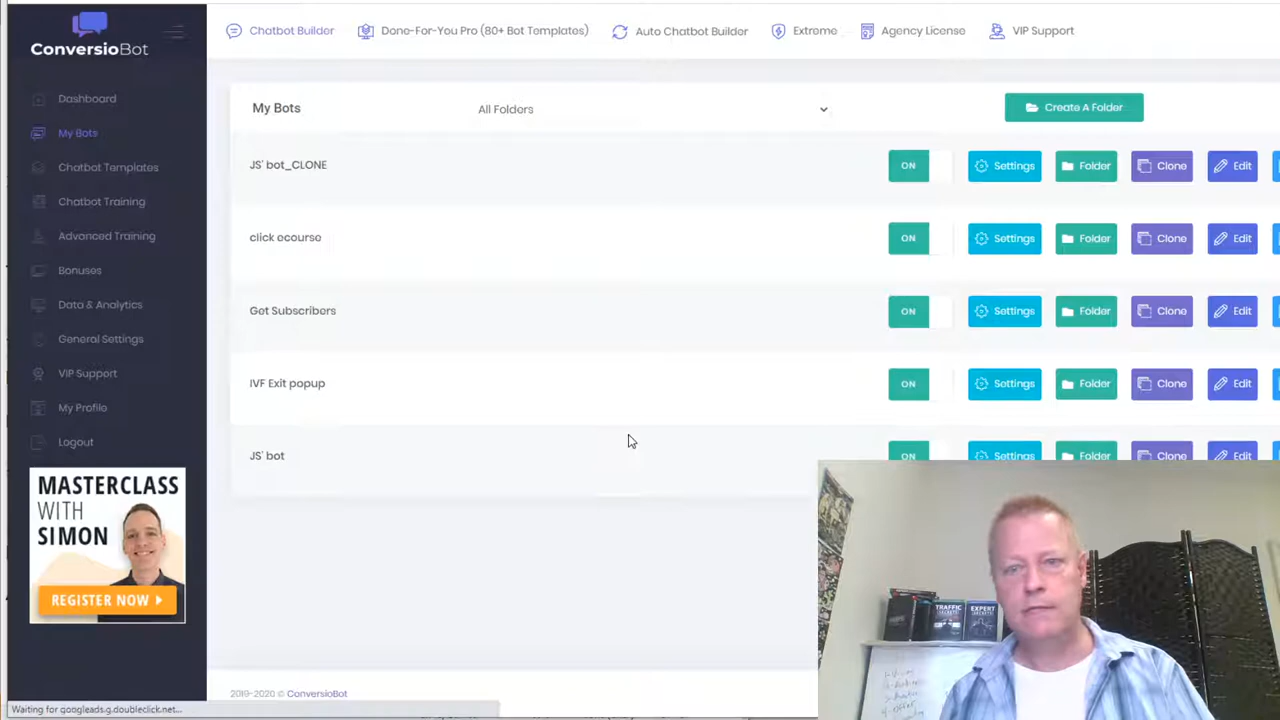 ConversioBot
Chatbot Builder
Done-For-You Pro (80+ Bot Templates)
Auto Chatbot Builder
Extreme
Agency License
VIP Support
Dashboard
My Bots
Chatbot Templates
Chatbot Training
Advanced Training
Bonuses
Data & Analytics
General Settings
VIP Support
My Profile
Logout
MASTERCLASS
WITH
SIMON
REGISTER NOW
My Bots
All Folders
Create A Folder
JS' bot_CLONE
ON
Settings
Folder
Clone
Edit
click ecourse
ON
Settings
Folder
Clone
Edit
Get Subscribers
ON
Settings
Folder
Clone
Edit
IVF Exit popup
ON
Settings
Folder
Clone
Edit
JS' bot
ON
Settings
Folder
Clone
Edit
TRAFFIC
SECRETS
EXPERT
SECRETS
2019-2020 © ConversioBot
Waiting for googleads.g.doubleclick.net...